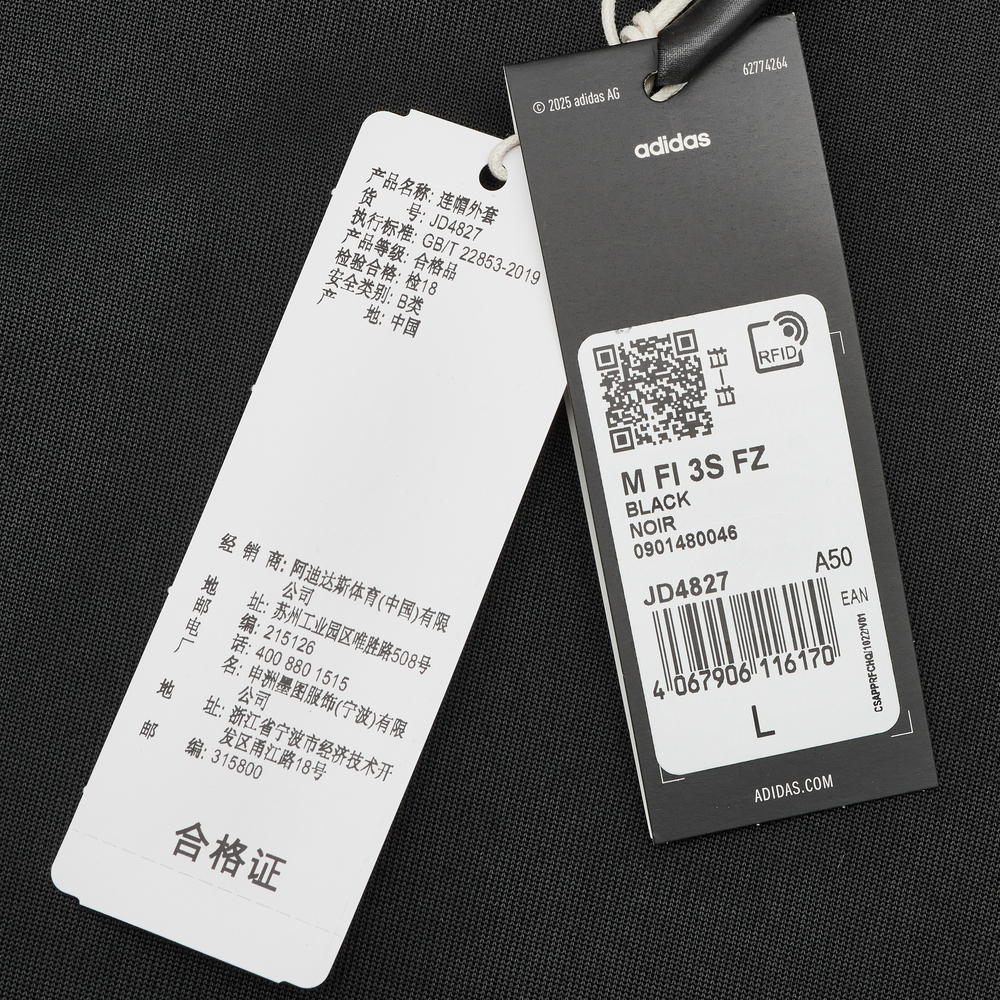 产品名称: 连帽外套
货 号: JD4827
执行标准: GB/T 22853-2019
产品等级: 合格品
检验合格: 检18
安全类别: B类
产 地: 中国
经 销 商: 阿迪达斯体育(中国)有限
公司
地 址: 苏州工业园区唯胜路508号
邮 编: 215126
电 话: 400 880 1515
厂 名: 申洲墨图服饰(宁波)有限
公司
地 址: 浙江省宁波市经济技术开
发区甬江路18号
邮 编: 315800
合格证
62774264
© 2025 adidas AG
adidas
RFID
M FI 3S FZ
BLACK
NOIR
0901480046
JD4827
A50
EAN
4 067906 116170
CSAPPRFCHQ/1022/V01
L
ADIDAS.COM